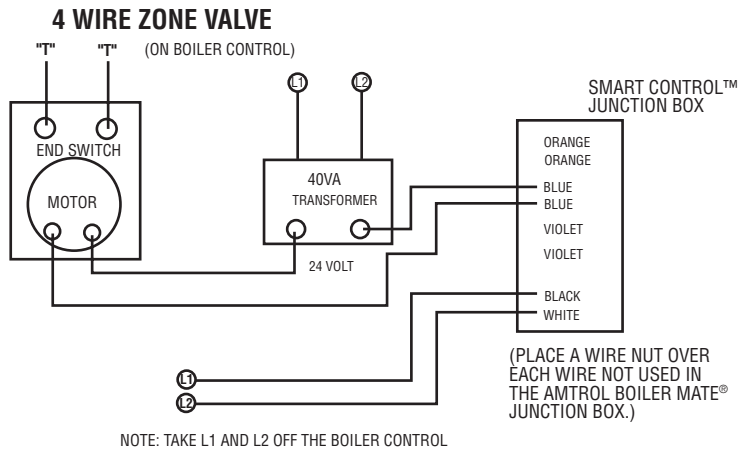 4 WIRE ZONE VALVE
"T" "T" (ON BOILER CONTROL)
L1 L2
SMART CONTROL™
JUNCTION BOX
END SWITCH
MOTOR
40VA
TRANSFORMER
24 VOLT
ORANGE
ORANGE
BLUE
BLUE
VIOLET
VIOLET
BLACK
WHITE
(PLACE A WIRE NUT OVER
EACH WIRE NOT USED IN
THE AMTROL BOILER MATE®
JUNCTION BOX.)
L1
L2
NOTE: TAKE L1 AND L2 OFF THE BOILER CONTROL